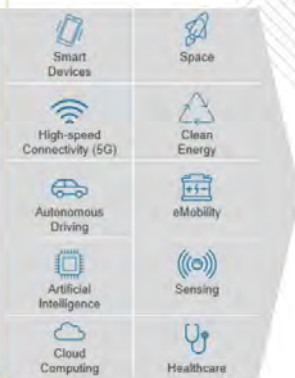 Smart
Devices
Space
High-speed
Connectivity (5G)
Clean
Energy
Autonomous
Driving
eMobility
Artificial
Intelligence
Sensing
Cloud
Computing
Healthcare